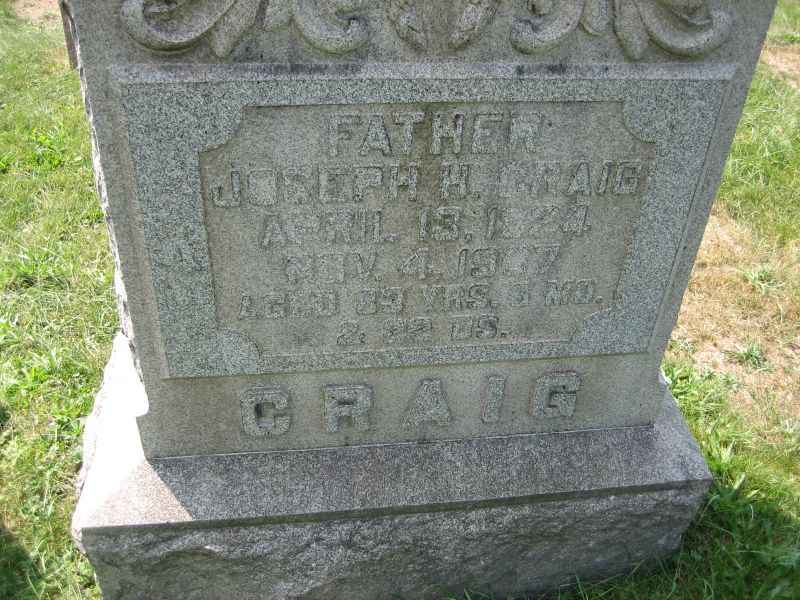 FATHER
JOSEPH H. CRAIG
APRIL 13, 1824
NOV. 4, 1907
AGED 83 YRS. 6 MO.
& 22 DS.
CRAIG